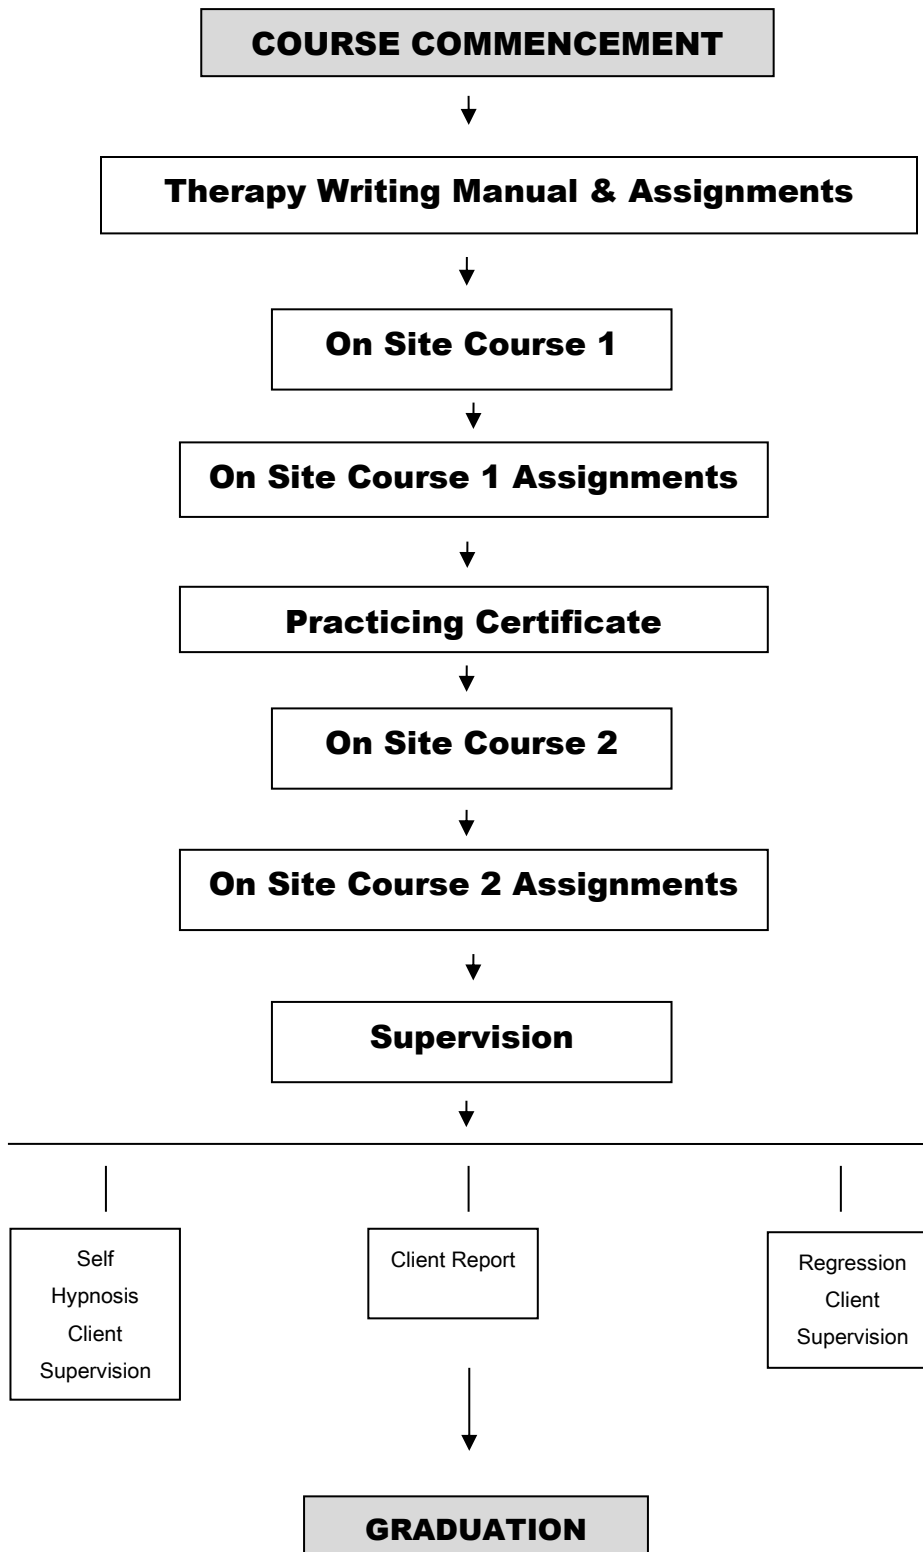 COURSE COMMENCEMENT
Therapy Writing Manual & Assignments
On Site Course 1
On Site Course 1 Assignments
Practicing Certificate
On Site Course 2
On Site Course 2 Assignments
Supervision
Self
Hypnosis
Client
Supervision
Client Report
Regression
Client
Supervision
GRADUATION